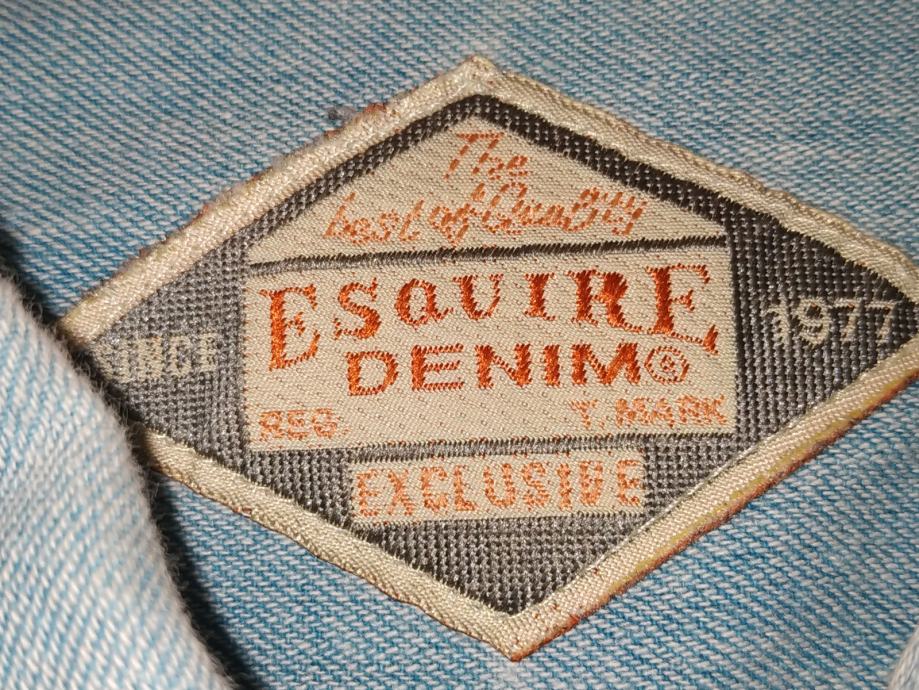 The
best of Quality
SINCE
ESQUIRE
1977
DENIM®
REG T. MARK
EXCLUSIVE